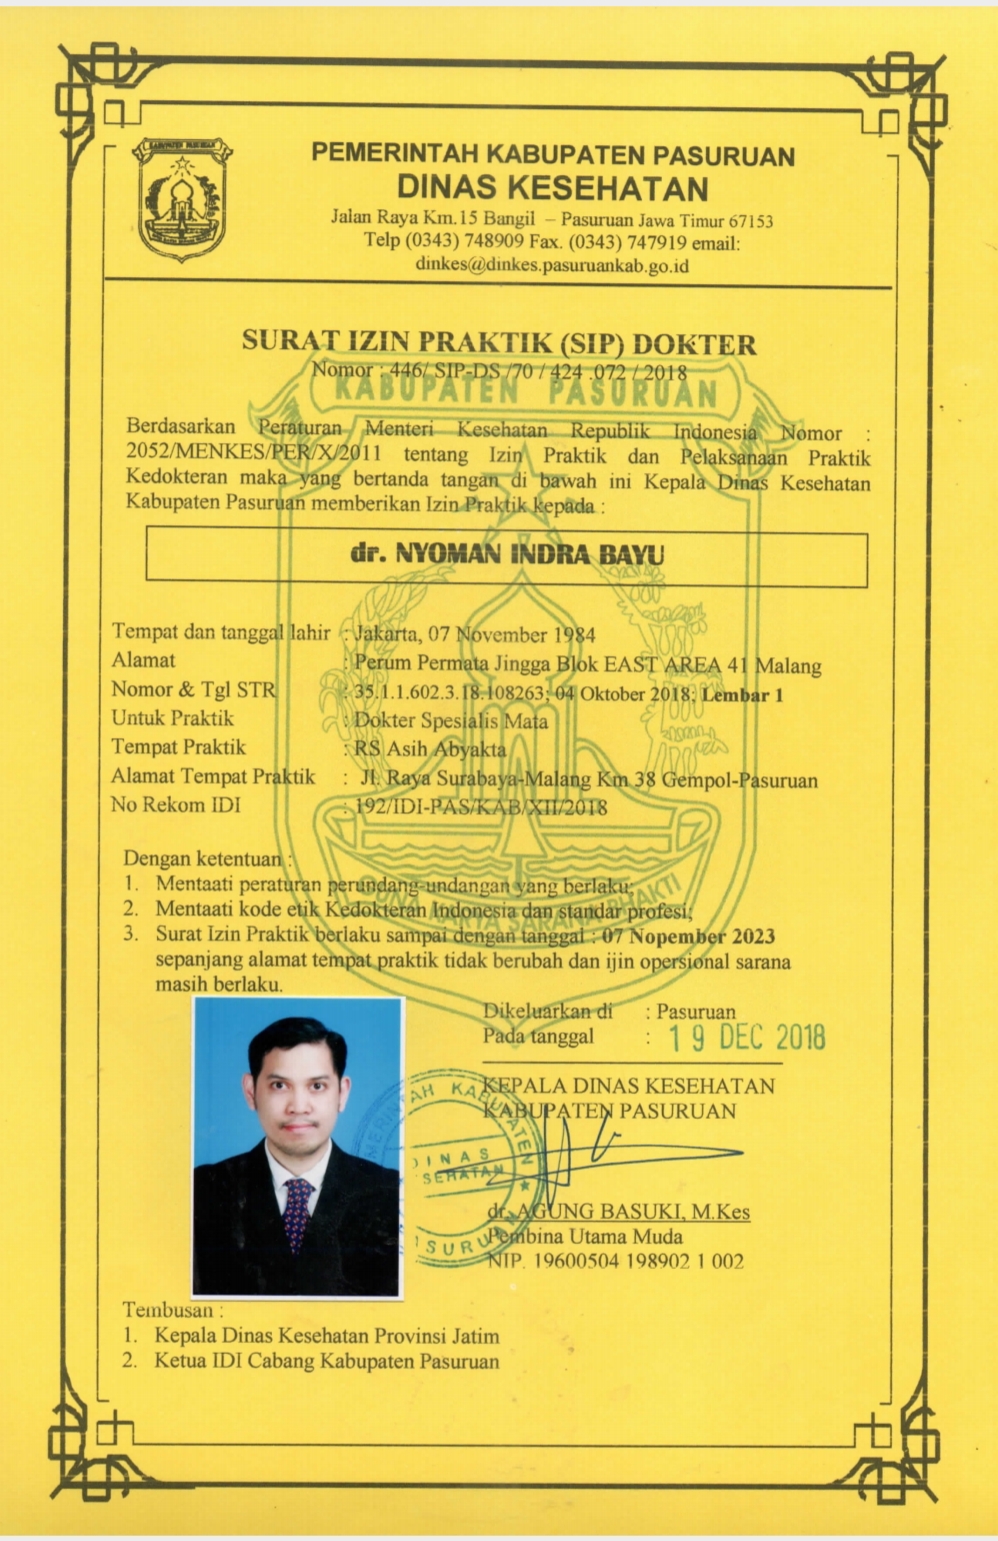 KABUPATEN PASURUAN
PEMERINTAH KABUPATEN PASURUAN
DINAS KESEHATAN
Jalan Raya Km.15 Bangil – Pasuruan Jawa Timur 67153
Telp (0343) 748909 Fax. (0343) 747919 email:
dinkes@dinkes.pasuruankab.go.id
SURAT IZIN PRAKTIK (SIP) DOKTER
Nomor : 446/ SIP-DS /70 / 424 .072 / 2018
KABUPATEN PASURUAN
Berdasarkan Peraturan Menteri Kesehatan Republik Indonesia Nomor :
2052/MENKES/PER/X/2011 tentang Izin Praktik dan Pelaksanaan Praktik
Kedokteran maka yang bertanda tangan di bawah ini Kepala Dinas Kesehatan
Kabupaten Pasuruan memberikan Izin Praktik kepada :
dr. NYOMAN INDRA BAYU
Tempat dan tanggal lahir : Jakarta, 07 November 1984
Alamat : Perum Permata Jingga Blok EAST AREA 41 Malang
Nomor & Tgl STR : 35.1.1.602.3.18.108263; 04 Oktober 2018; Lembar 1
Untuk Praktik : Dokter Spesialis Mata
Tempat Praktik : RS Asih Abyakta
Alamat Tempat Praktik : Jl. Raya Surabaya-Malang Km 38 Gempol-Pasuruan
No Rekom IDI : 192/IDI-PAS/KAB/XII/2018
Dengan ketentuan :
1. Mentaati peraturan perundang-undangan yang berlaku;
2. Mentaati kode etik Kedokteran Indonesia dan standar profesi;
3. Surat Izin Praktik berlaku sampai dengan tanggal : 07 Nopember 2023
sepanjang alamat tempat praktik tidak berubah dan ijin opersional sarana
masih berlaku.
Dikeluarkan di : Pasuruan
Pada tanggal : 19 DEC 2018
KEPALA DINAS KESEHATAN
KABUPATEN PASURUAN
DINAS
KESEHATAN
dr. AGUNG BASUKI, M.Kes
Pembina Utama Muda
NIP. 19600504 198902 1 002
Tembusan :
1. Kepala Dinas Kesehatan Provinsi Jatim
2. Ketua IDI Cabang Kabupaten Pasuruan